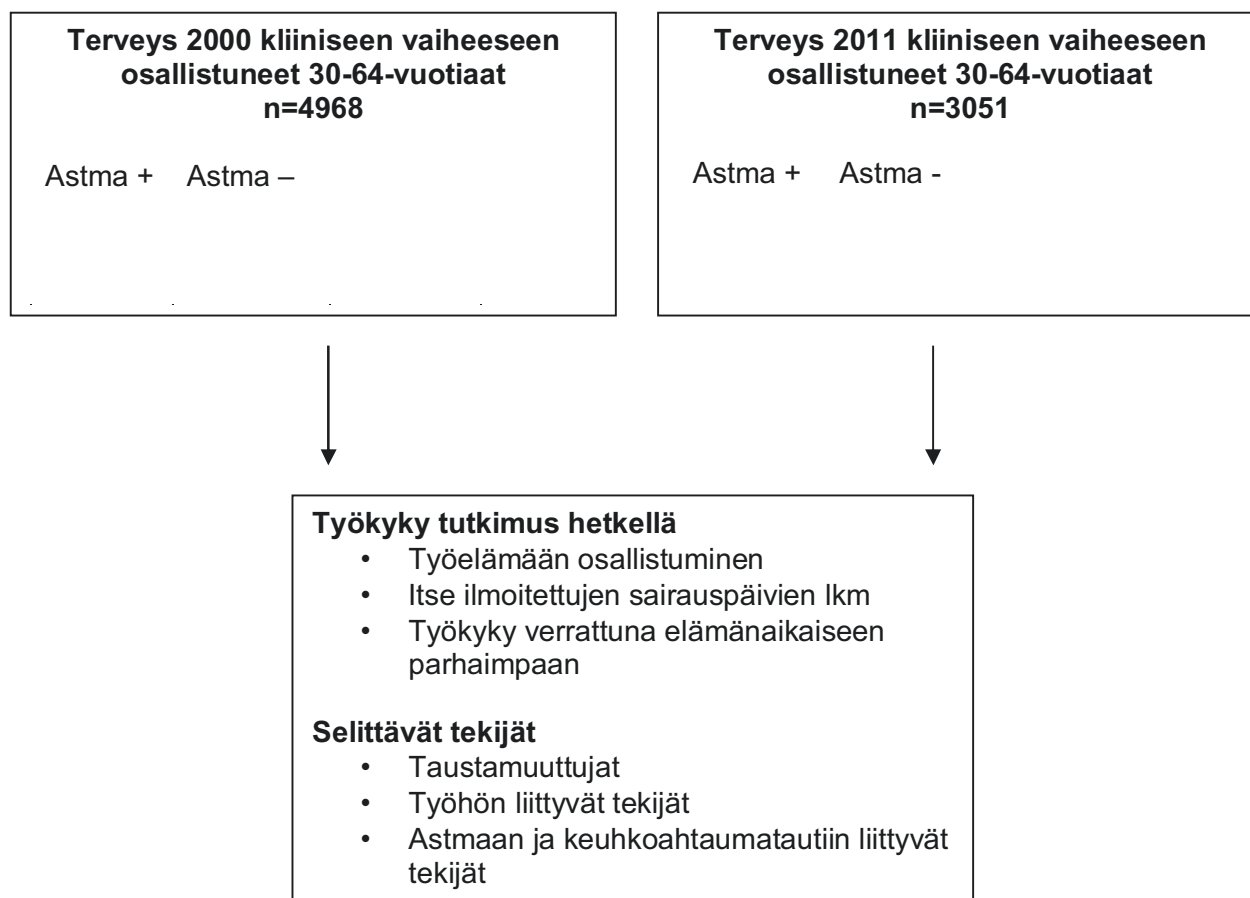 Terveys 2000 kliiniseen vaiheeseen
osallistuneet 30-64-vuotiaat
n=4968
Astma + Astma –
Terveys 2011 kliiniseen vaiheeseen
osallistuneet 30-64-vuotiaat
n=3051
Astma + Astma -
Työkyky tutkimus hetkellä
• Työelämään osallistuminen
• Itse ilmoitettujen sairauspäivien lkm
• Työkyky verrattuna elämänaikaiseen
parhaimpaan
Selittävät tekijät
• Taustamuuttujat
• Työhön liittyvät tekijät
• Astmaan ja keuhkoahtaumatautiin liittyvät
tekijät